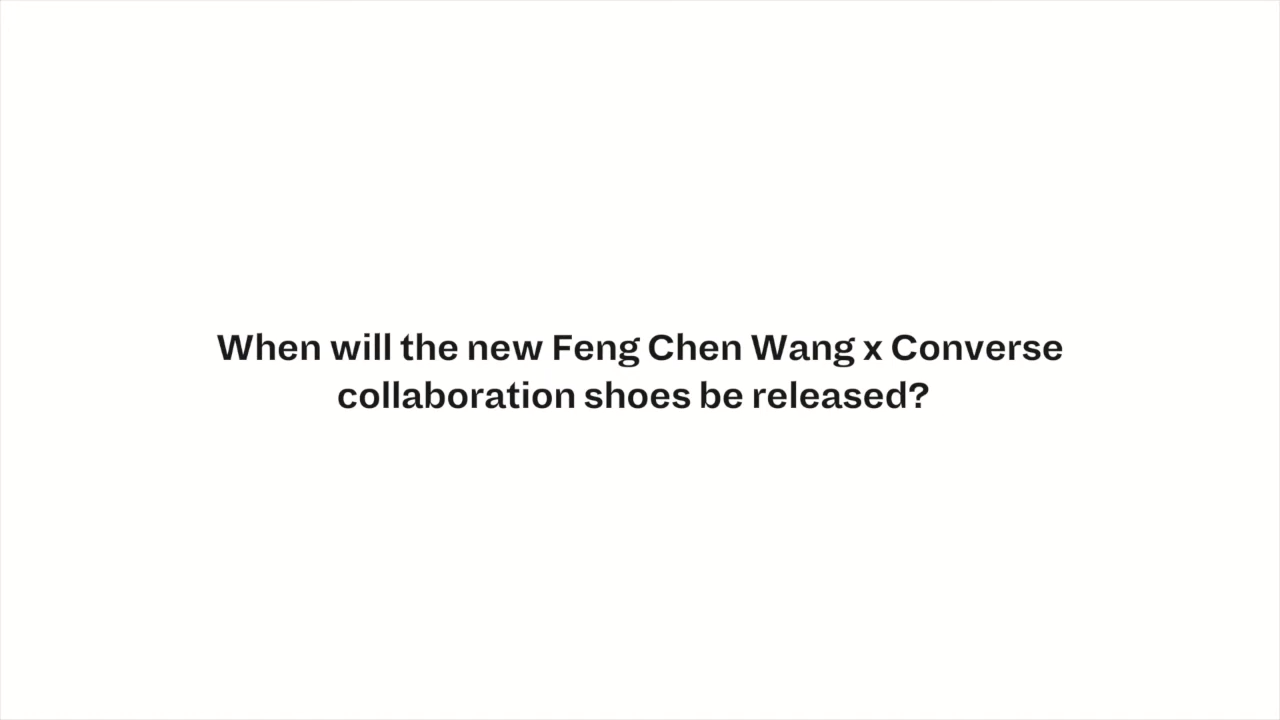 When will the new Feng Chen Wang x Converse
collaboration shoes be released?